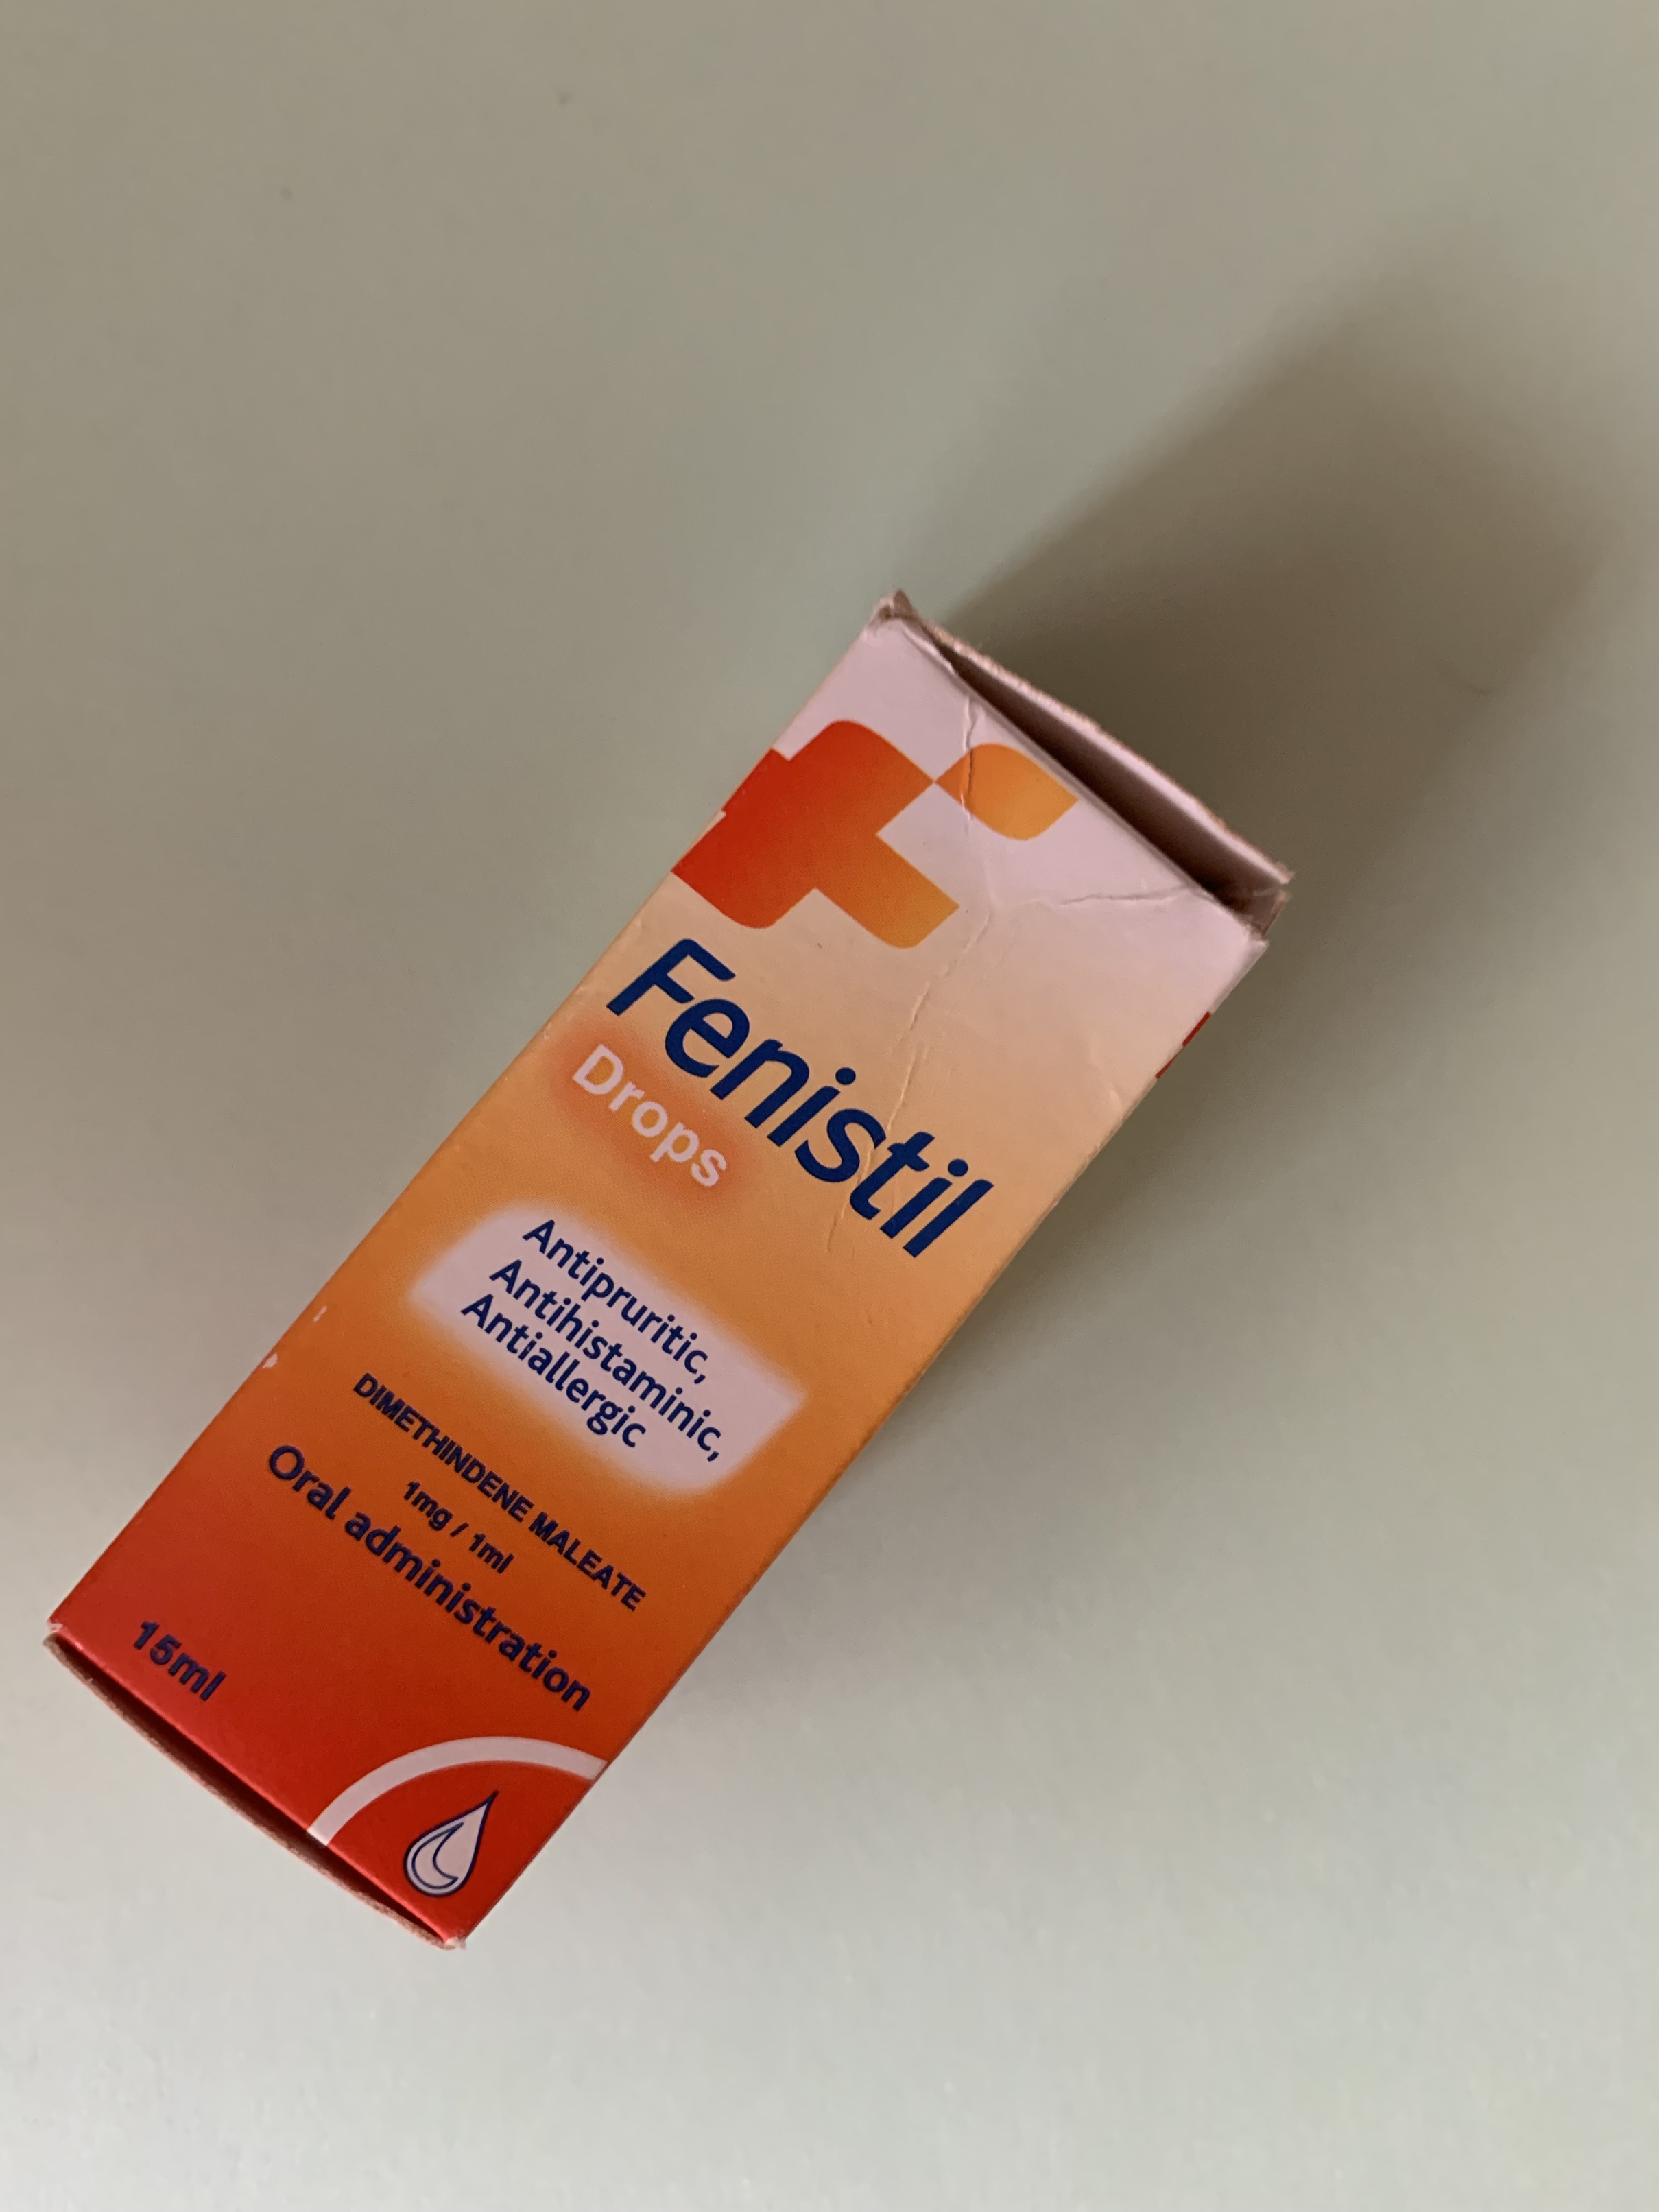 Fenistil
Drops
Antipruritic,
Antihistaminic,
Antiallergic
DIMETHINDENE MALEATE
1mg / 1ml
Oral administration
15ml